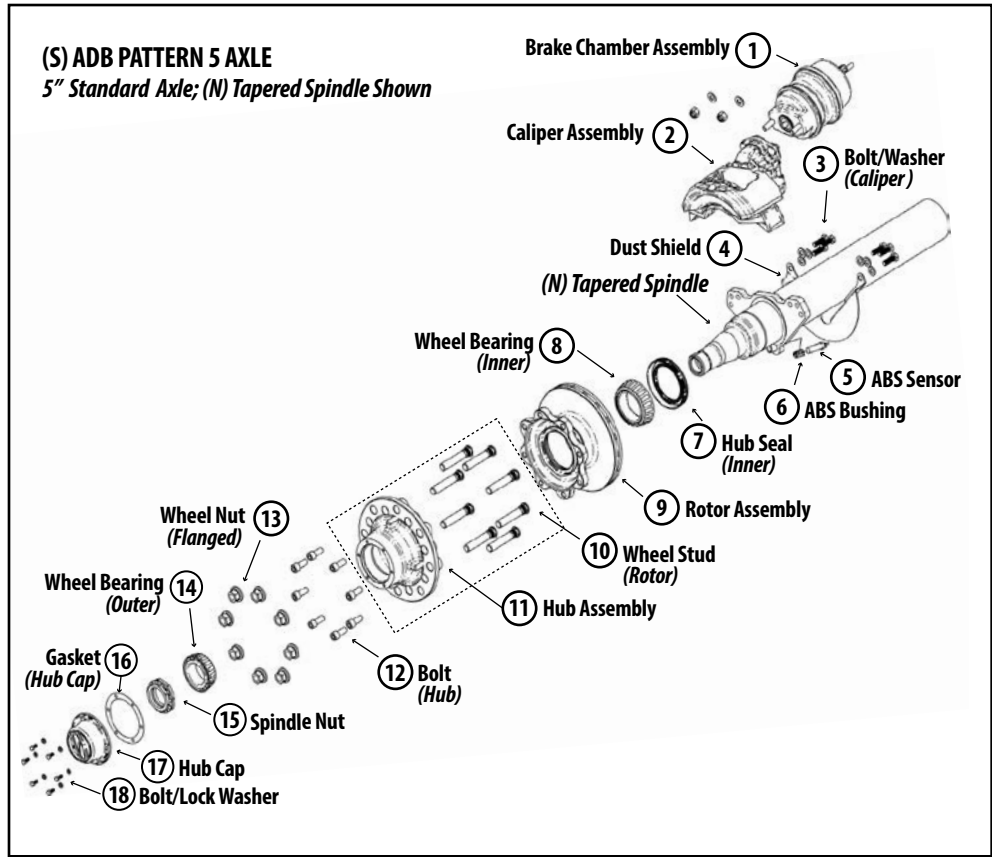 (S) ADB PATTERN 5 AXLE
5" Standard Axle; (N) Tapered Spindle Shown
Brake Chamber Assembly 1
Caliper Assembly 2
3 Bolt/Washer
(Caliper )
Dust Shield 4
(N) Tapered Spindle
Wheel Bearing 8
(Inner)
5 ABS Sensor
6 ABS Bushing
7 Hub Seal
(Inner)
9 Rotor Assembly
10 Wheel Stud
(Rotor)
11 Hub Assembly
Wheel Nut 13
(Flanged)
Wheel Bearing 14
(Outer)
12 Bolt
(Hub)
Gasket 16
(Hub Cap)
15 Spindle Nut
17 Hub Cap
18 Bolt/Lock Washer